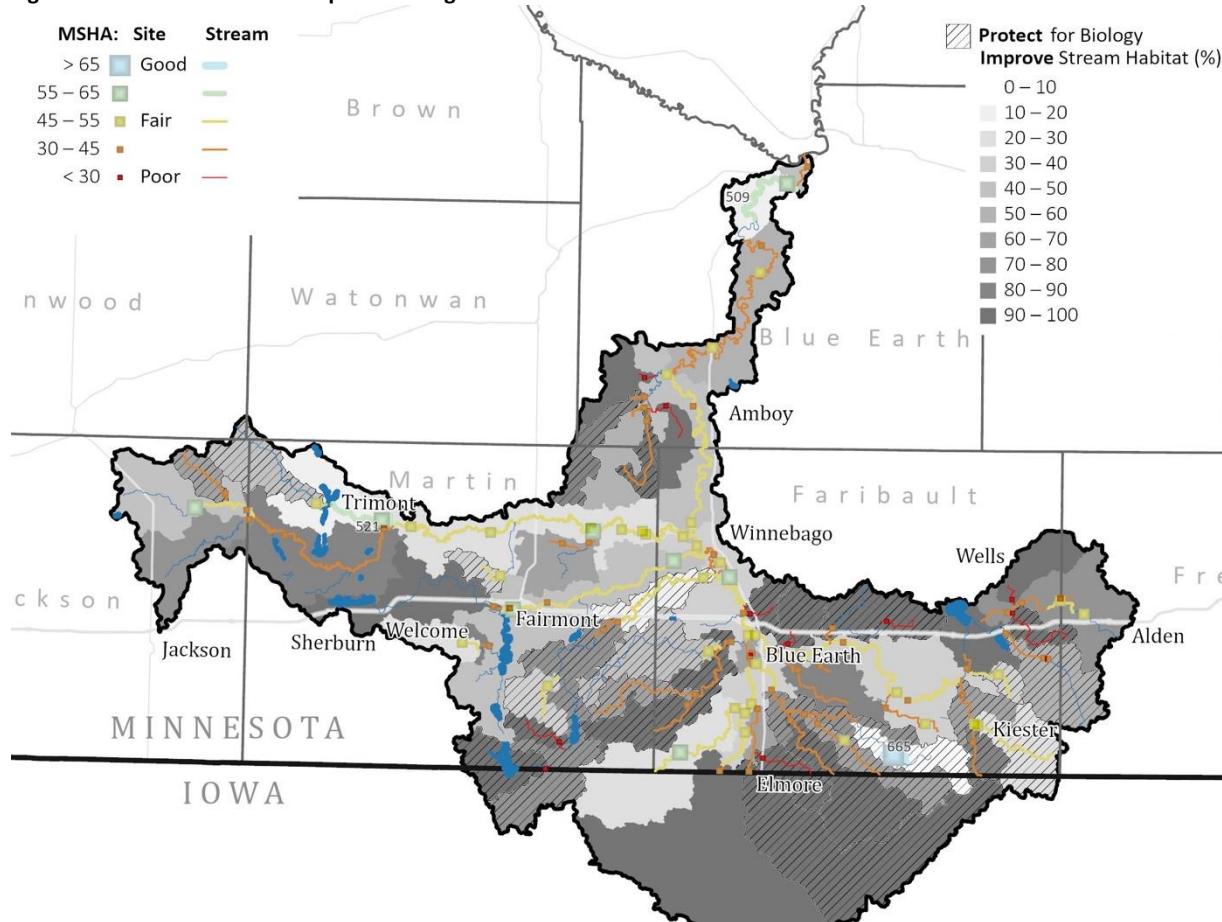 MSHA: Site Stream
> 65 Good
55 – 65
45 – 55 Fair
30 – 45
< 30 Poor
Protect for Biology
Improve Stream Habitat (%)
0 – 10
10 – 20
20 – 30
30 – 40
40 – 50
50 – 60
60 – 70
70 – 80
80 – 90
90 – 100
Brown
509
nwood
Watonwan
Blue Earth
Amboy
Martin
Faribault
Trimont
521
Winnebago
Wells
Fre
ckson
Fairmont
Welcome
Sherburn
Jackson
Alden
Blue Earth
MINNESOTA
Kiester
665
IOWA
Elmore